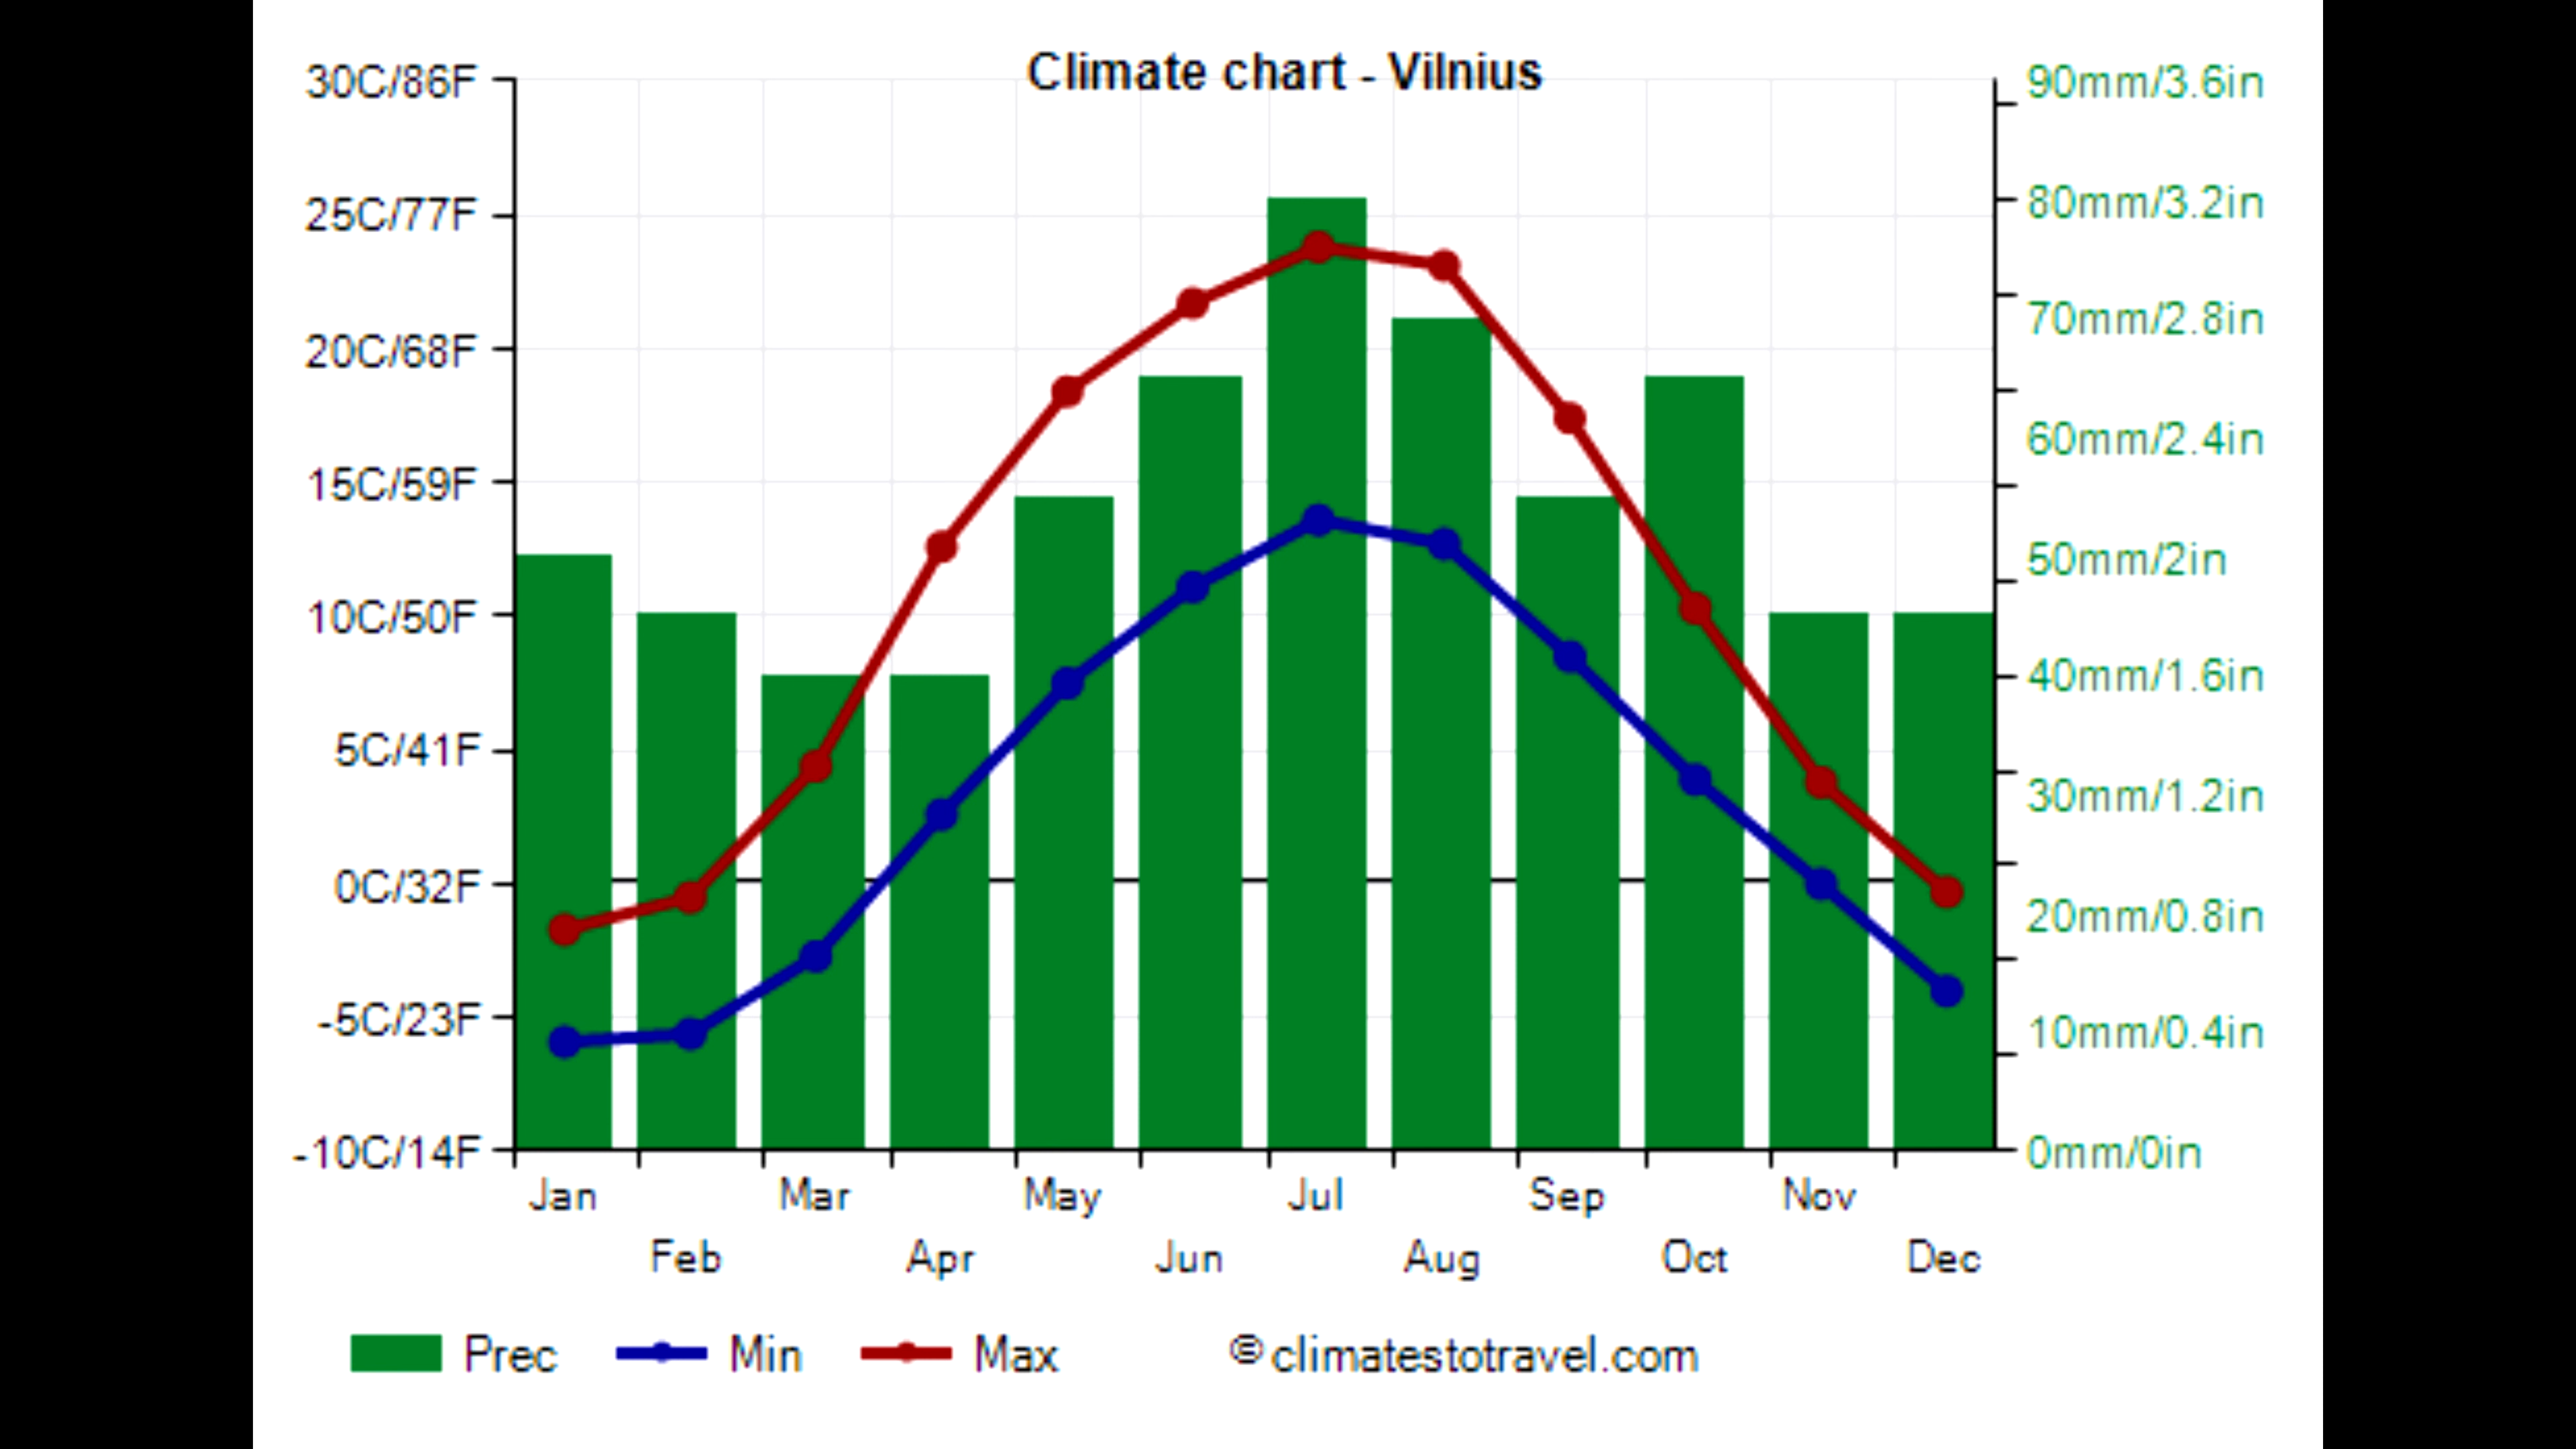 Climate chart - Vilnius
30C/86F
25C/77F
20C/68F
15C/59F
10C/50F
5C/41F
0C/32F
-5C/23F
-10C/14F
90mm/3.6in
80mm/3.2in
70mm/2.8in
60mm/2.4in
50mm/2in
40mm/1.6in
30mm/1.2in
20mm/0.8in
10mm/0.4in
0mm/0in
Jan Mar May Jul Sep Nov
Feb Apr Jun Aug Oct Dec
Prec Min Max ©climatestotravel.com